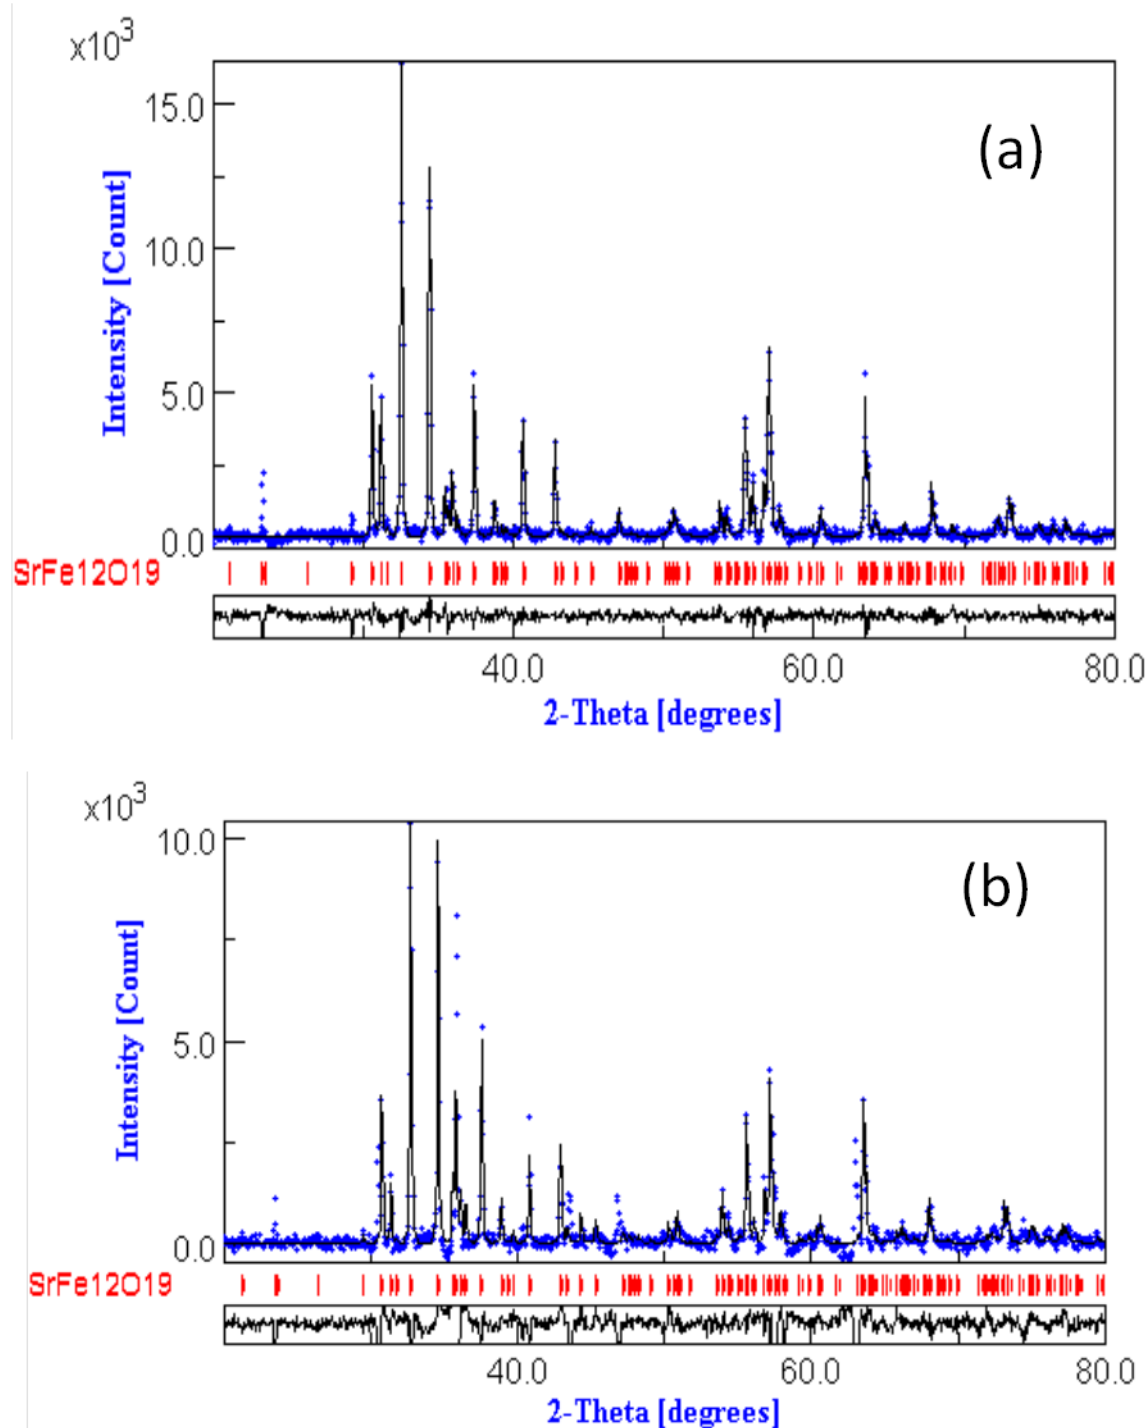 x10³
(a)
15.0
10.0
5.0
0.0
Intensity [Count]
SrFe12O19
40.0 60.0 80.0
2-Theta [degrees]
x10³
(b)
10.0
5.0
0.0
Intensity [Count]
SrFe12O19
40.0 60.0 80.0
2-Theta [degrees]